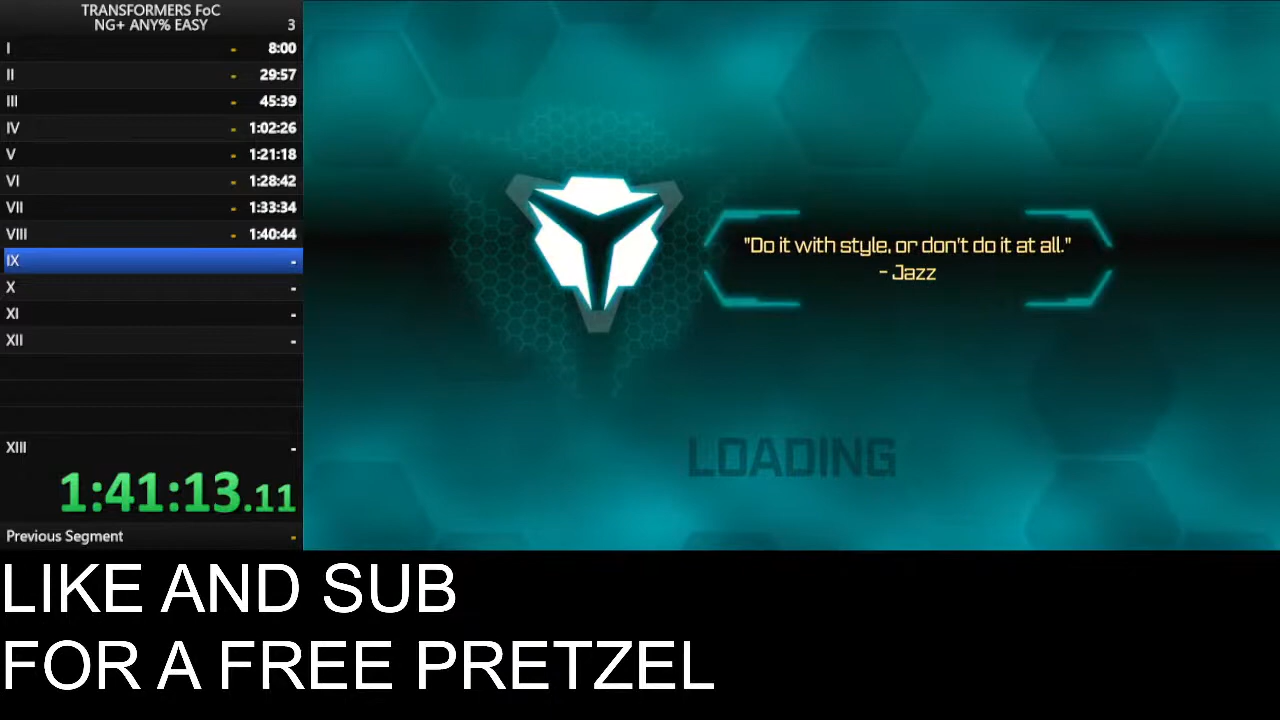 TRANSFORMERS FoC
NG+ ANY% EASY 3
I - 8:00
II - 29:57
III - 45:39
IV - 1:02:26
V - 1:21:18
VI - 1:28:42
VII - 1:33:34
VIII - 1:40:44
IX -
X -
XI -
XII -
XIII -
1:41:13.11
Previous Segment -
"Do it with style, or don't do it at all."
- Jazz
LOADING
LIKE AND SUB
FOR A FREE PRETZEL